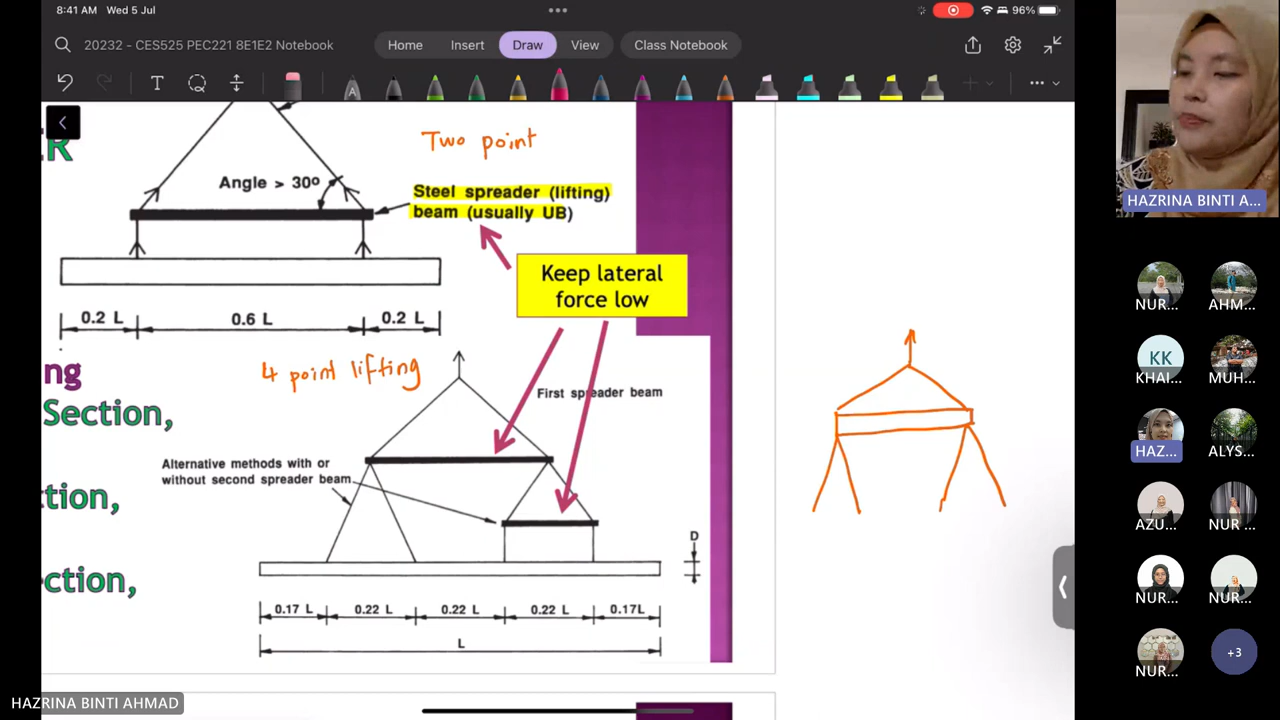 8:41 AM Wed 5 Jul
96%
20232 - CES525 PEC221 8E1E2 Notebook
Home
Insert
Draw
View
Class Notebook
T
A
R
Two point
Angle > 30º
Steel spreader (lifting)
beam (usually UB)
Keep lateral
force low
0.2 L
0.6 L
0.2 L
ng
Section,
4 point lifting
First spreader beam
Alternative methods with or
without second spreader beam
tion,
D
ction,
0.17 L
0.22 L
0.22 L
0.22 L
0.17L
L
HAZRINA BINTI AHMAD
HAZRINA BINTI A...
NUR...
AHM...
KK
KHAI...
MUH...
HAZ...
ALYS...
AZU...
NUR ...
NUR...
NUR...
NUR...
+3